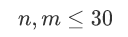 n, m ≤ 30